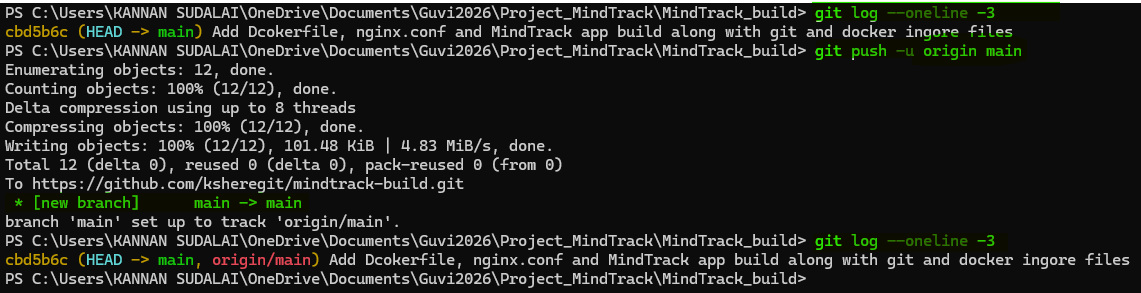 PS C:\Users\KANNAN SUDALAI\OneDrive\Documents\Guvi2026\Project_MindTrack\MindTrack_build> git log --oneline -3
cbd5b6c (HEAD -> main) Add Dcokerfile, nginx.conf and MindTrack app build along with git and docker ingore files
PS C:\Users\KANNAN SUDALAI\OneDrive\Documents\Guvi2026\Project_MindTrack\MindTrack_build> git push -u origin main
Enumerating objects: 12, done.
Counting objects: 100% (12/12), done.
Delta compression using up to 8 threads
Compressing objects: 100% (12/12), done.
Writing objects: 100% (12/12), 101.48 KiB | 4.83 MiB/s, done.
Total 12 (delta 0), reused 0 (delta 0), pack-reused 0 (from 0)
To https://github.com/ksheregit/mindtrack-build.git
 * [new branch]      main -> main
branch 'main' set up to track 'origin/main'.
PS C:\Users\KANNAN SUDALAI\OneDrive\Documents\Guvi2026\Project_MindTrack\MindTrack_build> git log --oneline -3
cbd5b6c (HEAD -> main, origin/main) Add Dcokerfile, nginx.conf and MindTrack app build along with git and docker ingore files
PS C:\Users\KANNAN SUDALAI\OneDrive\Documents\Guvi2026\Project_MindTrack\MindTrack_build>